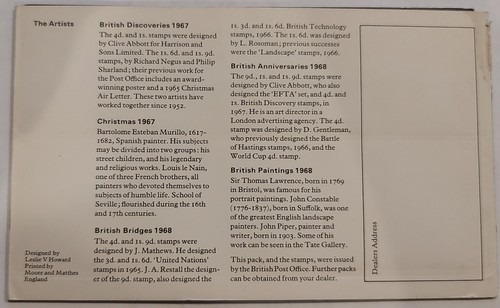 The Artists
British Discoveries 1967
The 4d. and 1s. stamps were designed
by Clive Abbott for Harrison and
Sons Limited. The 1s. 6d. and 1s. 9d.
stamps, by Richard Negus and Philip
Sharland; their previous work for
the Post Office includes an award-
winning poster and a 1965 Christmas
Air Letter. These two artists have
worked together since 1952.
Christmas 1967
Bartolome Esteban Murillo, 1617-
1682, Spanish painter. His subjects
may be divided into two groups: his
street children, and his legendary
and religious works. Louis le Nain,
one of three French brothers, all
painters who devoted themselves to
subjects of humble life. School of
Seville; flourished during the 16th
and 17th centuries.
British Bridges 1968
The 4d. and 1s. 9d. stamps were
designed by J. Mathews. He designed
the 3d. and 1s. 6d. 'United Nations'
stamps in 1965. J. A. Restall the design-
er of the 9d. stamp, also designed the
1s. 3d. and 1s. 6d. British Technology
stamps, 1966. The 1s. 6d. was designed
by L. Rosoman; previous successes
were the 'Landscape' stamps, 1966.
British Anniversaries 1968
The 9d., 1s. and 1s. 9d. stamps were
designed by Clive Abbott, who also
designed the 'EFTA' set, and 4d. and
1s. British Discovery stamps, in
1967. He is an art director in a
London advertising agency. The 4d.
stamp was designed by D. Gentleman,
who previously designed the Battle
of Hastings stamps, 1966, and the
World Cup 4d. stamp.
British Paintings 1968
Sir Thomas Lawrence, born in 1769
in Bristol, was famous for his
portrait paintings. John Constable
(1776-1837), born in Suffolk, was one
of the greatest English landscape
painters. John Piper, painter and
writer, born in 1903. Some of his
work can be seen in the Tate Gallery.
This pack, and the stamps, were issued
by the British Post Office. Further packs
can be obtained from your dealer.
Designed by
Leslie V Howard
Printed by
Moore and Matthes
England
Dealers Address